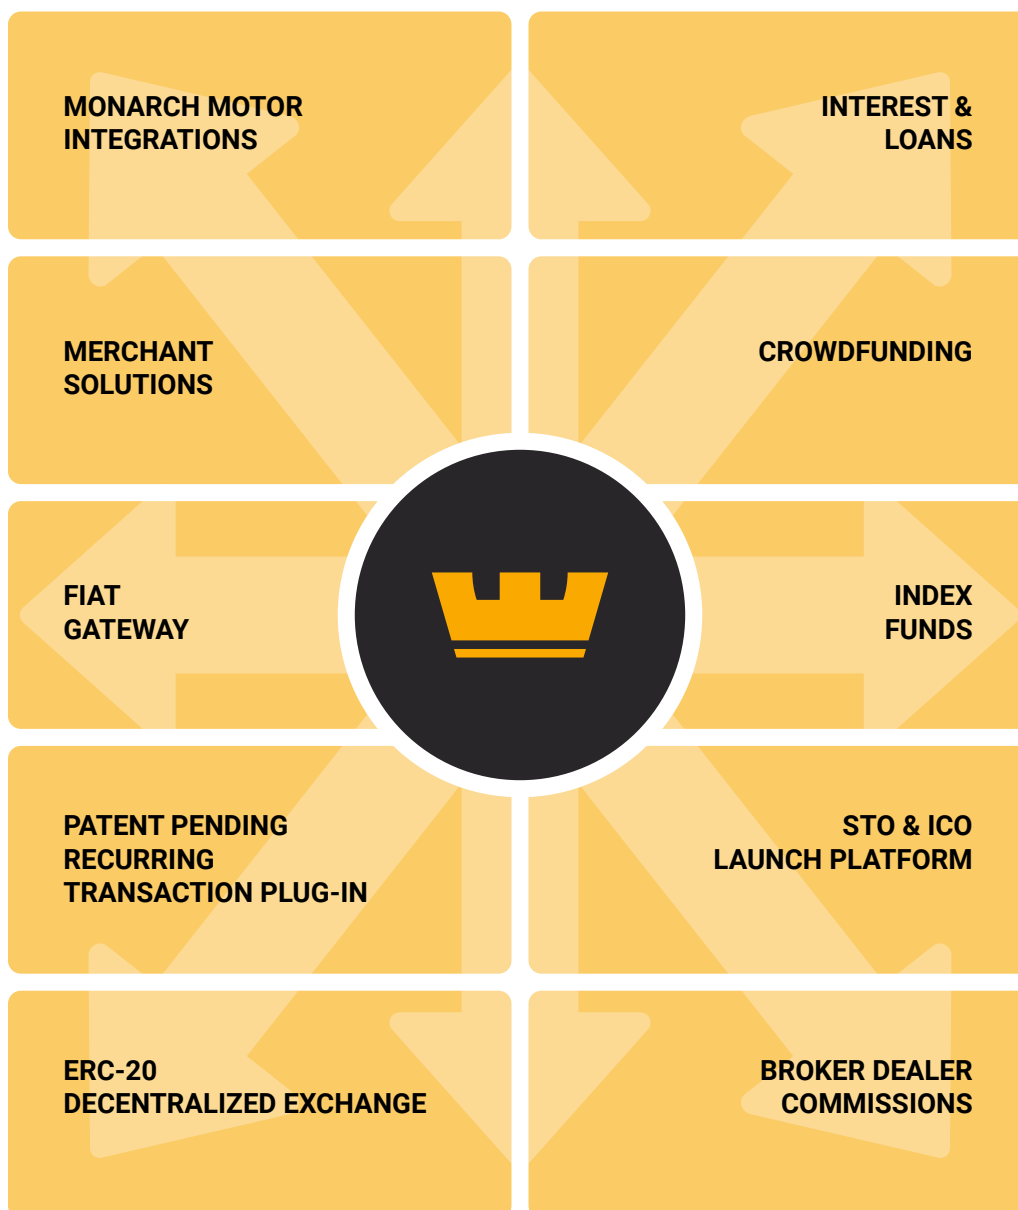 MONARCH MOTOR
INTEGRATIONS
INTEREST &
LOANS
MERCHANT
SOLUTIONS
CROWDFUNDING
FIAT
GATEWAY
INDEX
FUNDS
PATENT PENDING
RECURRING
TRANSACTION PLUG-IN
STO & ICO
LAUNCH PLATFORM
ERC-20
DECENTRALIZED EXCHANGE
BROKER DEALER
COMMISSIONS